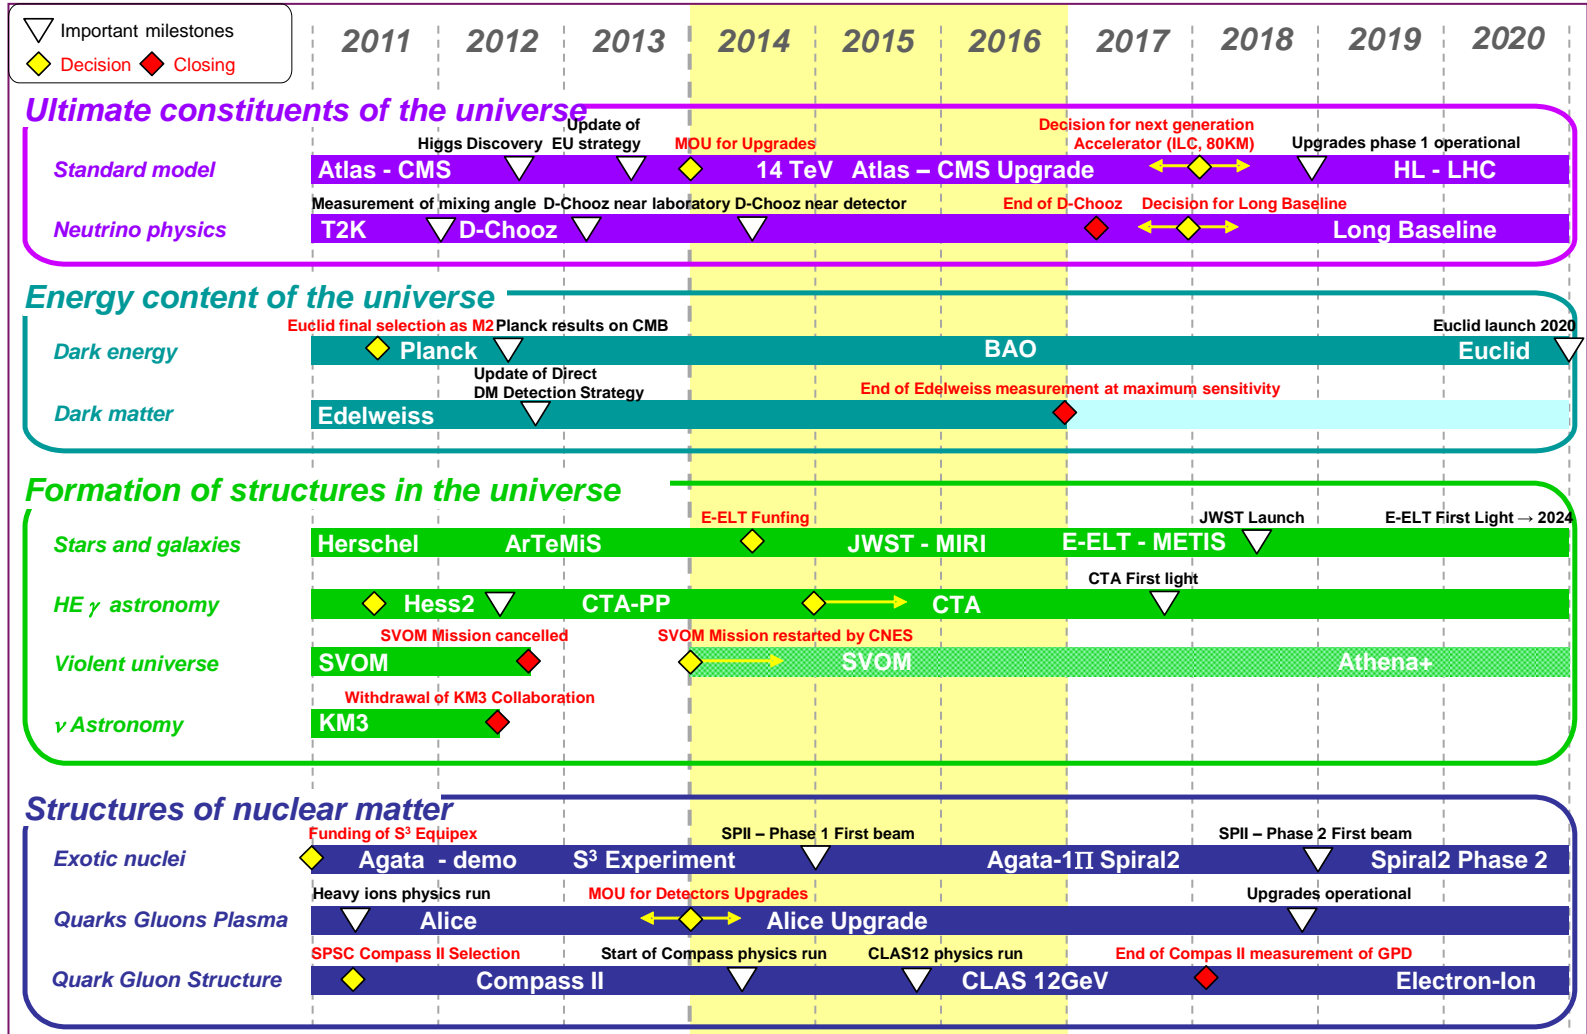 Important milestones
Decision Closing
2011 2012 2013 2014 2015 2016 2017 2018 2019 2020
Ultimate constituents of the universe
Higgs Discovery
Update of
EU strategy
MOU for Upgrades
Decision for next generation
Accelerator (ILC, 80KM)
Upgrades phase 1 operational
Standard model
Atlas - CMS 14 TeV Atlas – CMS Upgrade HL - LHC
Measurement of mixing angle D-Chooz near laboratory D-Chooz near detector End of D-Chooz Decision for Long Baseline
Neutrino physics
T2K D-Chooz Long Baseline
Energy content of the universe
Euclid final selection as M2 Planck results on CMB Euclid launch 2020
Dark energy
Planck BAO Euclid
Update of Direct
DM Detection Strategy
End of Edelweiss measurement at maximum sensitivity
Dark matter
Edelweiss
Formation of structures in the universe
E-ELT Funfing JWST Launch E-ELT First Light → 2024
Stars and galaxies
Herschel ArTeMiS JWST - MIRI E-ELT - METIS
CTA First light
HE γ astronomy
Hess2 CTA-PP CTA
SVOM Mission cancelled SVOM Mission restarted by CNES
Violent universe
SVOM SVOM Athena+
Withdrawal of KM3 Collaboration
ν Astronomy
KM3
Structures of nuclear matter
Funding of S³ Equipex SPII – Phase 1 First beam SPII – Phase 2 First beam
Exotic nuclei
Agata - demo S³ Experiment Agata-1Π Spiral2 Spiral2 Phase 2
Heavy ions physics run MOU for Detectors Upgrades Upgrades operational
Quarks Gluons Plasma
Alice Alice Upgrade
SPSC Compass II Selection Start of Compass physics run CLAS12 physics run End of Compas II measurement of GPD
Quark Gluon Structure
Compass II CLAS 12GeV Electron-Ion